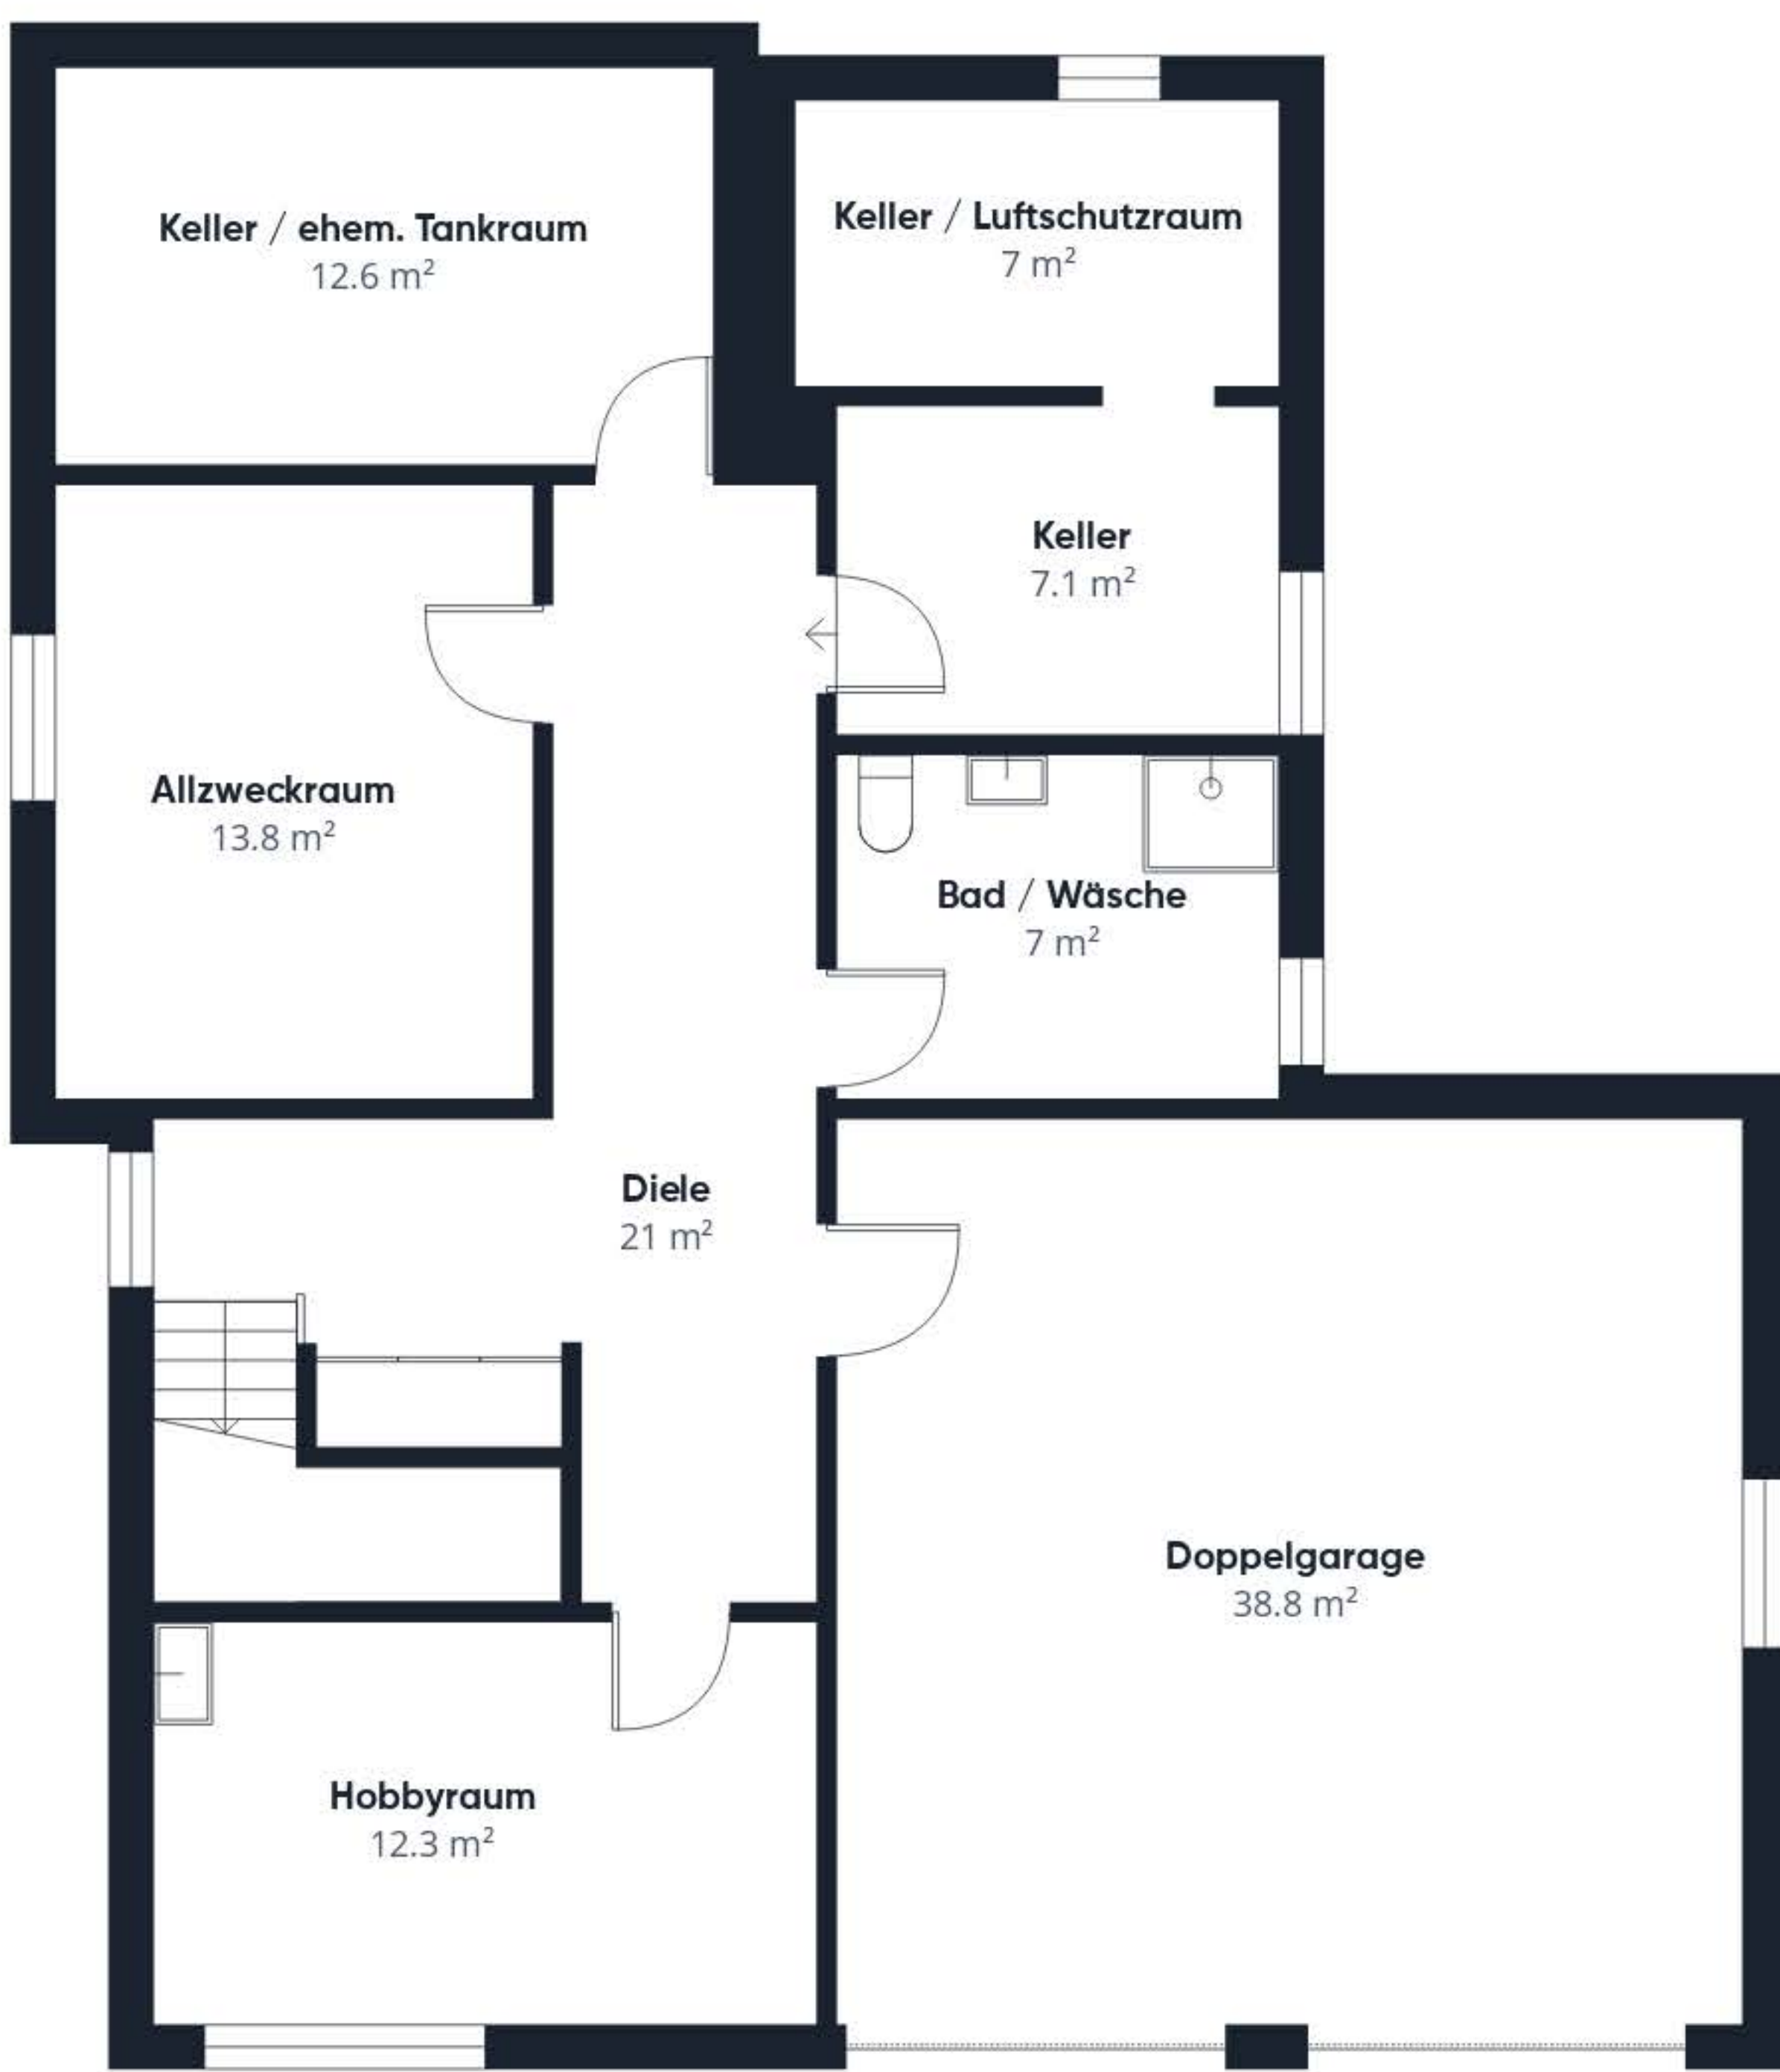 Keller / ehem. Tankraum
12.6 m²
Keller / Luftschutzraum
7 m²
Keller
7.1 m²
Allzweckraum
13.8 m²
Bad / Wäsche
7 m²
Diele
21 m²
Doppelgarage
38.8 m²
Hobbyraum
12.3 m²